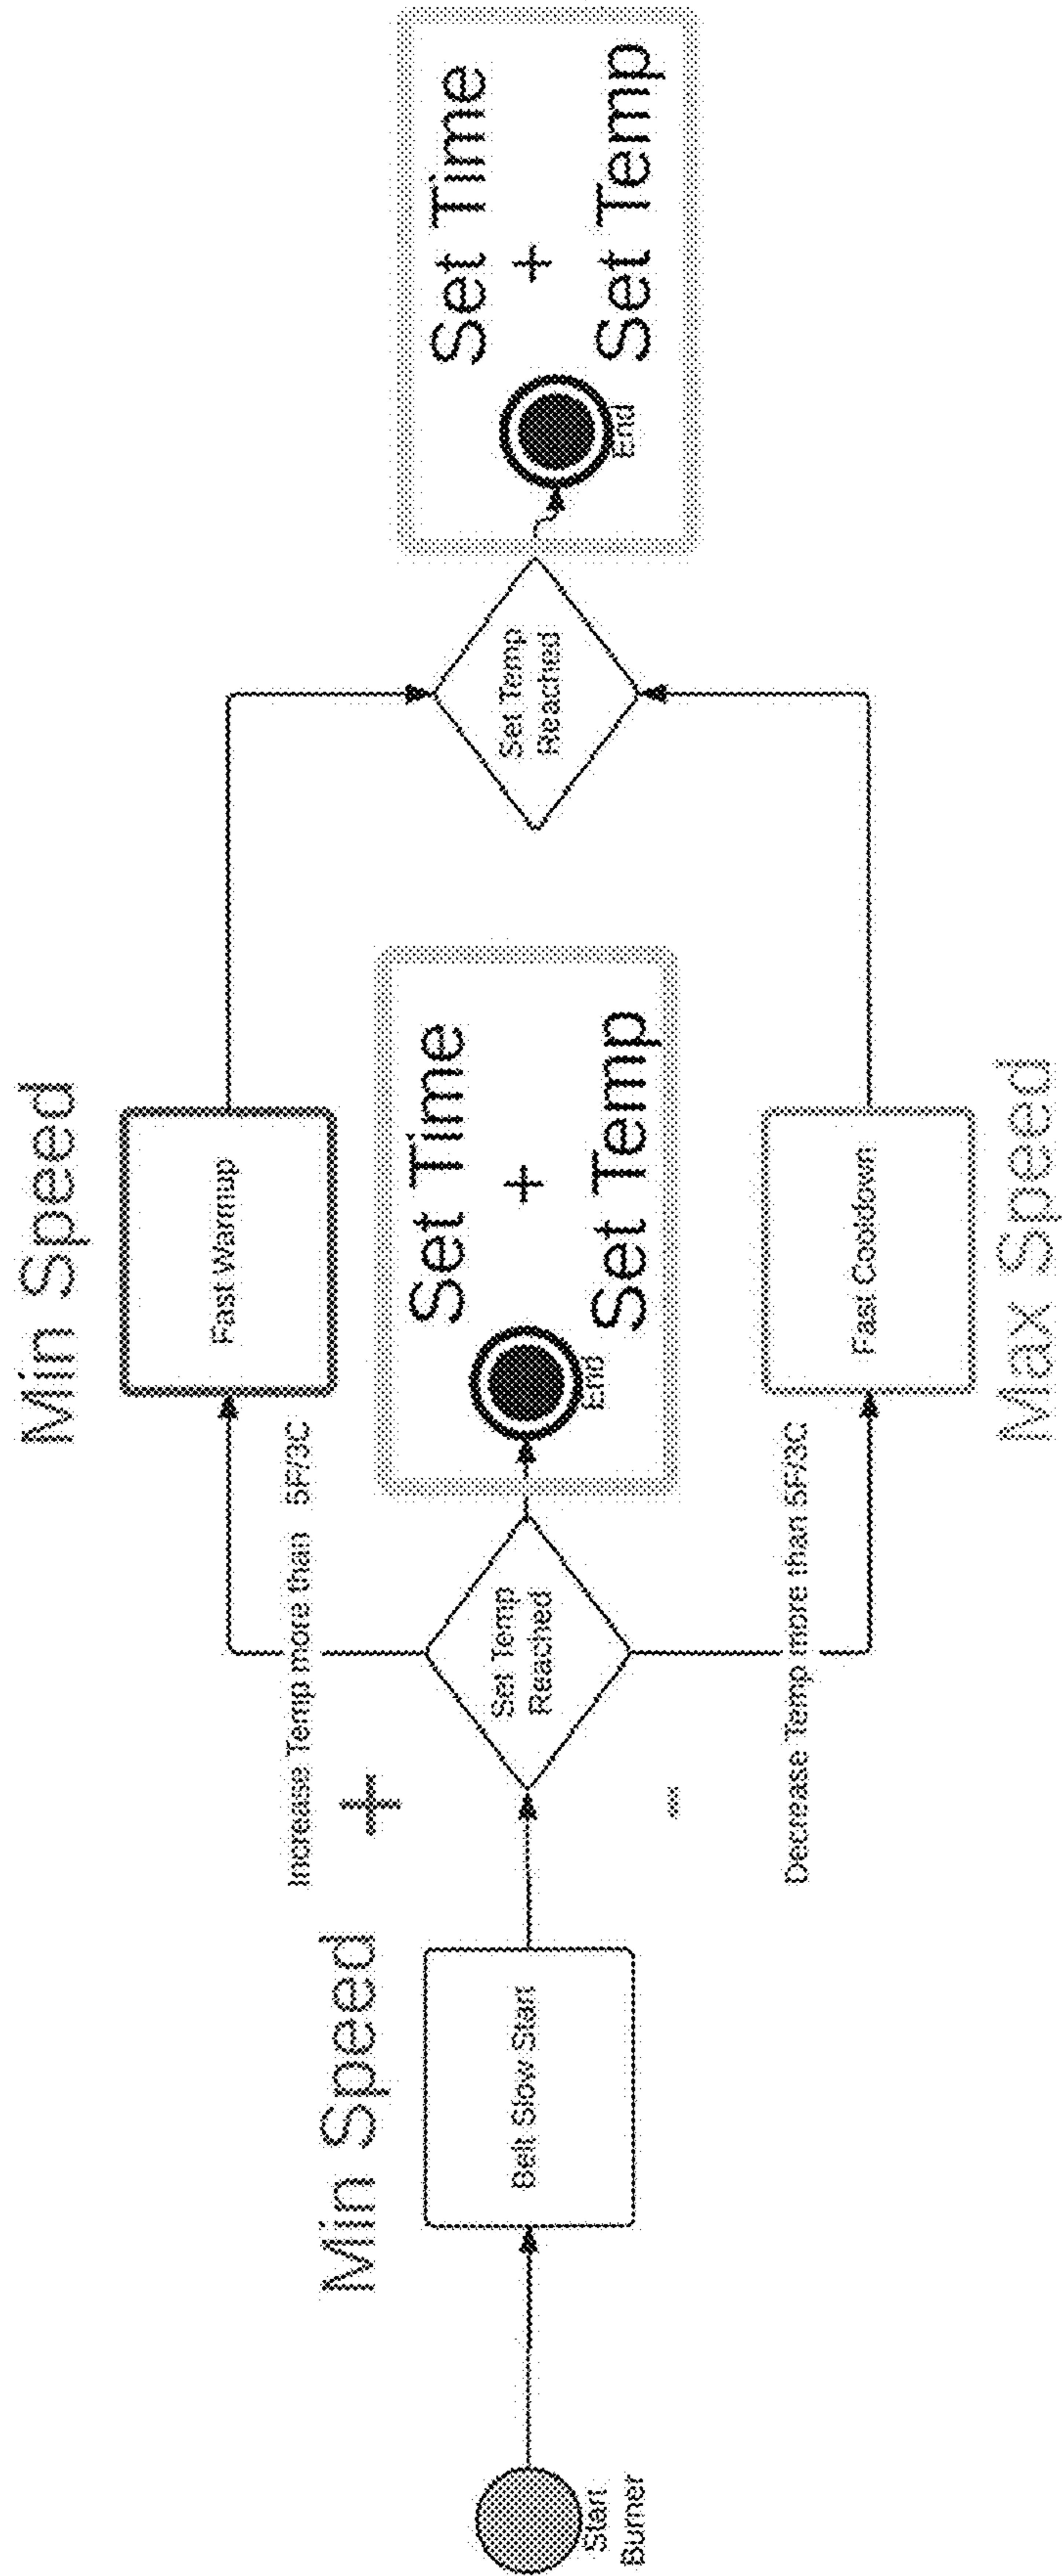 Start
Burner
Min Speed
Belt Slow Start
+
-
Set Temp
Reached
Increase Temp more than 5F/3C
Decrease Temp more than 5F/3C
Min Speed
Fast Warmup
End
Set Time
+
Set Temp
Fast Cooldown
Max Speed
Set Temp
Reached
End
Set Time
+
Set Temp